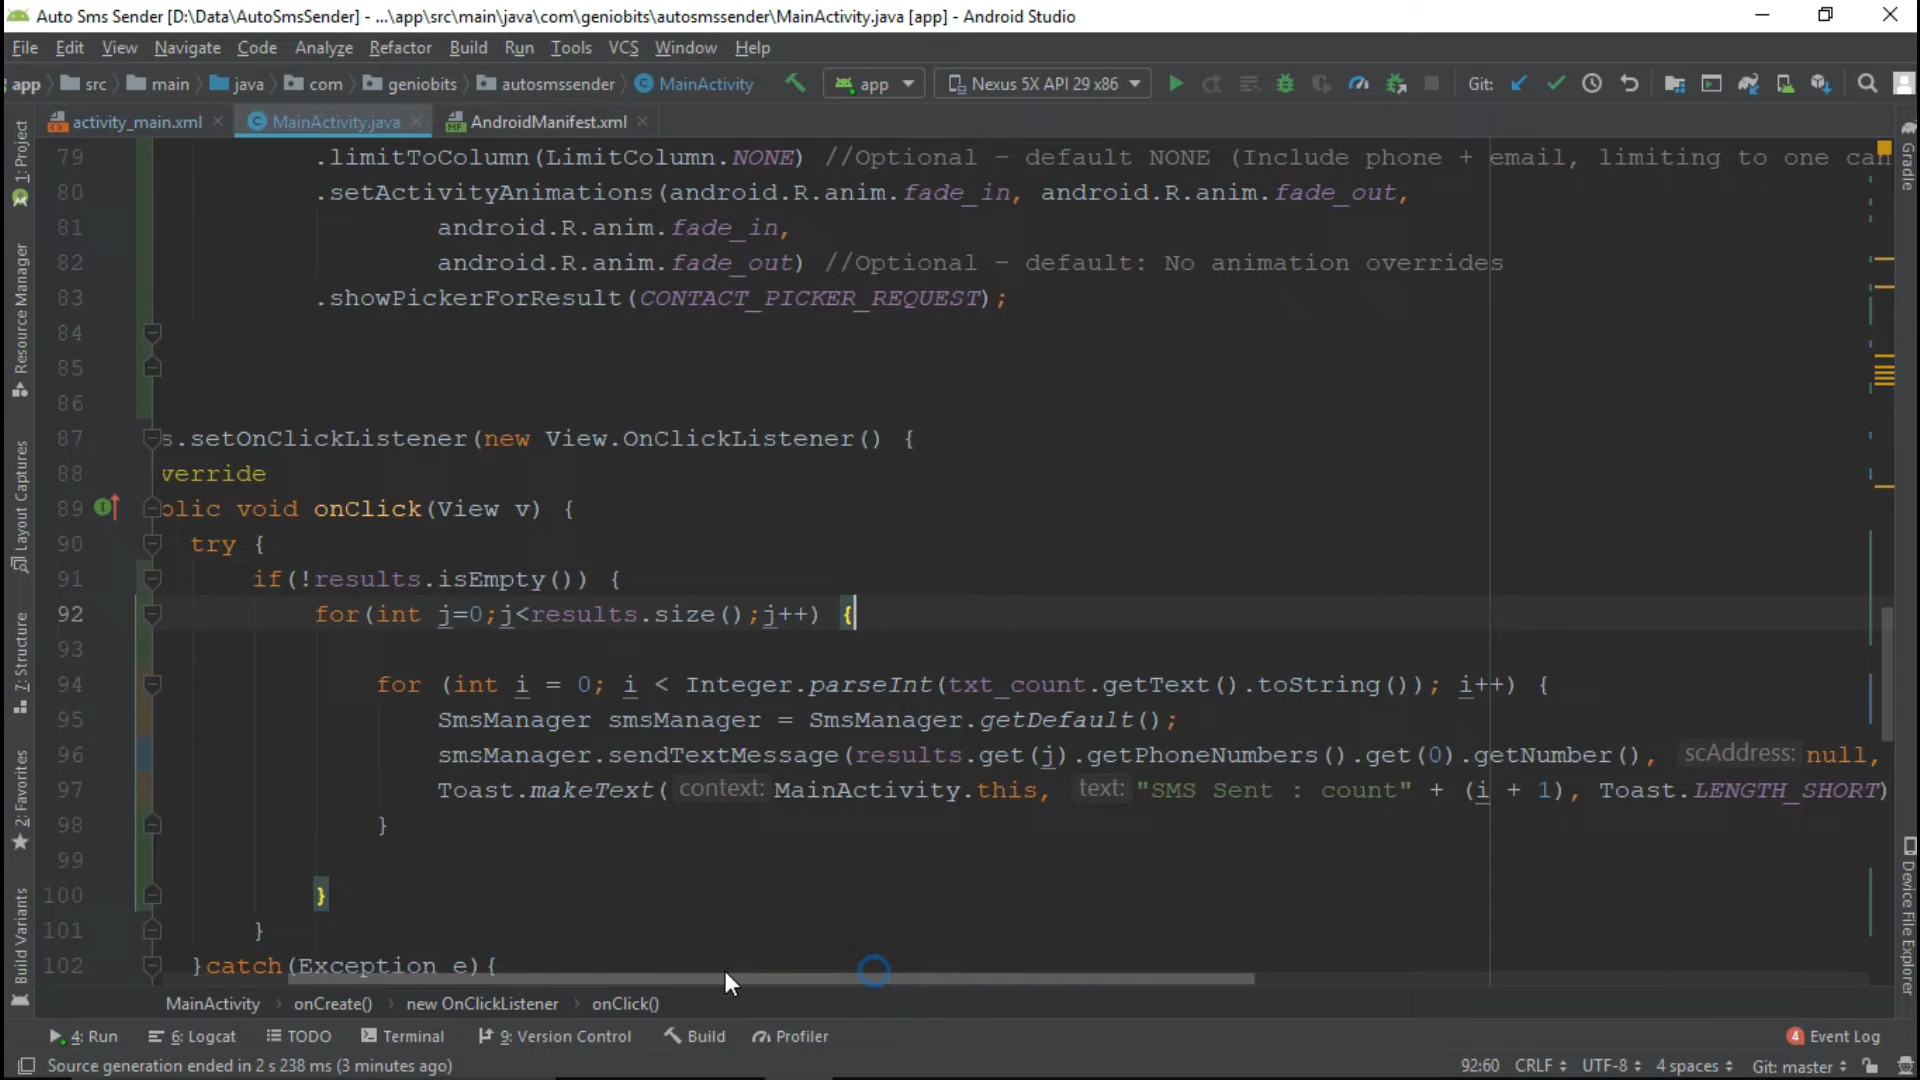 Auto Sms Sender [D:\Data\AutoSmsSender] - ...\app\src\main\java\com\geniobits\autosmssender\MainActivity.java [app] - Android Studio
File Edit View Navigate Code Analyze Refactor Build Run Tools VCS Window Help
app src main java com geniobits autosmssender MainActivity app Nexus 5X API 29 x86 Git:
activity_main.xml MainActivity.java AndroidManifest.xml
1: Project
Resource Manager
Layout Captures
7: Structure
2: Favorites
Build Variants
79 .limitToColumn(LimitColumn.NONE) //Optional - default NONE (Include phone + email, limiting to one can
80 .setActivityAnimations(android.R.anim.fade_in, android.R.anim.fade_out,
81 android.R.anim.fade_in,
82 android.R.anim.fade_out) //Optional - default: No animation overrides
83 .showPickerForResult(CONTACT_PICKER_REQUEST);
84
85
86
87 s.setOnClickListener(new View.OnClickListener() {
88 verride
89 blic void onClick(View v) {
90 try {
91 if(!results.isEmpty()) {
92 for(int j=0;j<results.size();j++) {
93
94 for (int i = 0; i < Integer.parseInt(txt_count.getText().toString()); i++) {
95 SmsManager smsManager = SmsManager.getDefault();
96 smsManager.sendTextMessage(results.get(j).getPhoneNumbers().get(0).getNumber(), scAddress: null,
97 Toast.makeText( context: MainActivity.this, text: "SMS Sent : count" + (i + 1), Toast.LENGTH_SHORT)
98 }
99
100 }
101 }
102 }catch(Exception e){
Gradle
Device File Explorer
MainActivity onCreate() new OnClickListener onClick()
4: Run 6: Logcat TODO Terminal 9: Version Control Build Profiler 4 Event Log
Source generation ended in 2 s 238 ms (3 minutes ago) 92:60 CRLF UTF-8 4 spaces Git: master